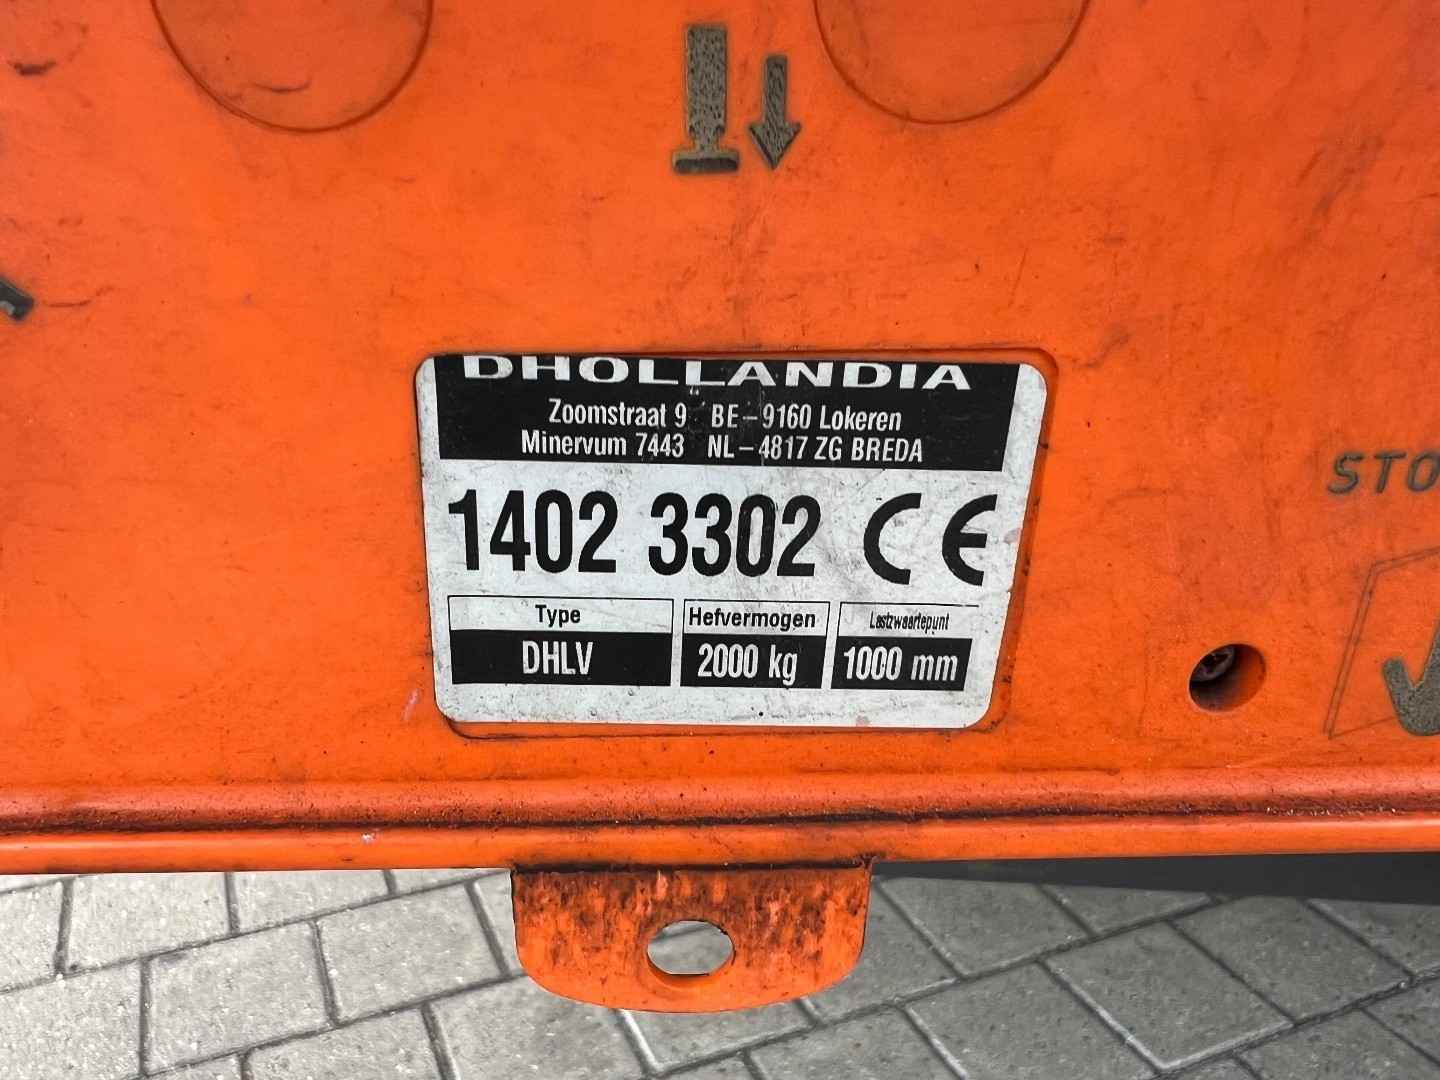 DHOLLANDIA
Zoomstraat 9 BE-9160 Lokeren
Minervum 7443 NL-4817 ZG BREDA
1402 3302 CE
Type Hefvermogen Lastzwaartepunt
DHLV 2000 kg 1000 mm
STO